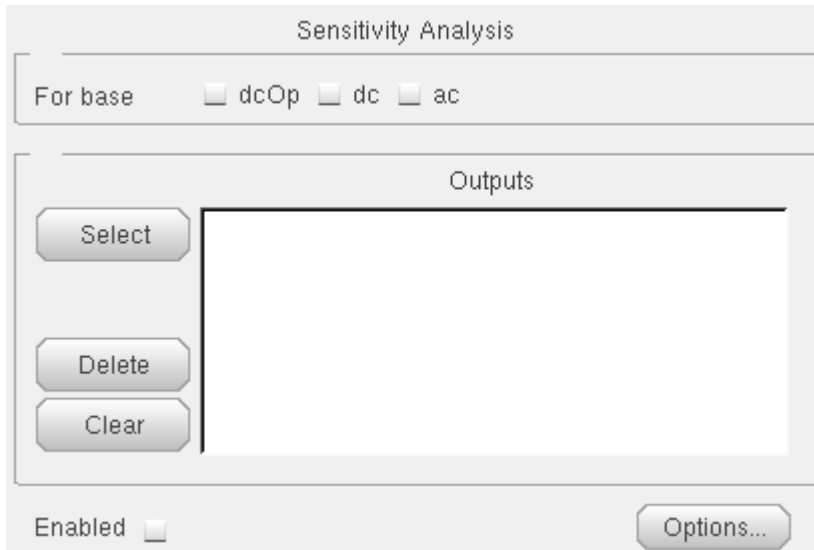 Sensitivity Analysis
For base dcOp dc ac
Outputs
Select
Delete
Clear
Enabled Options...